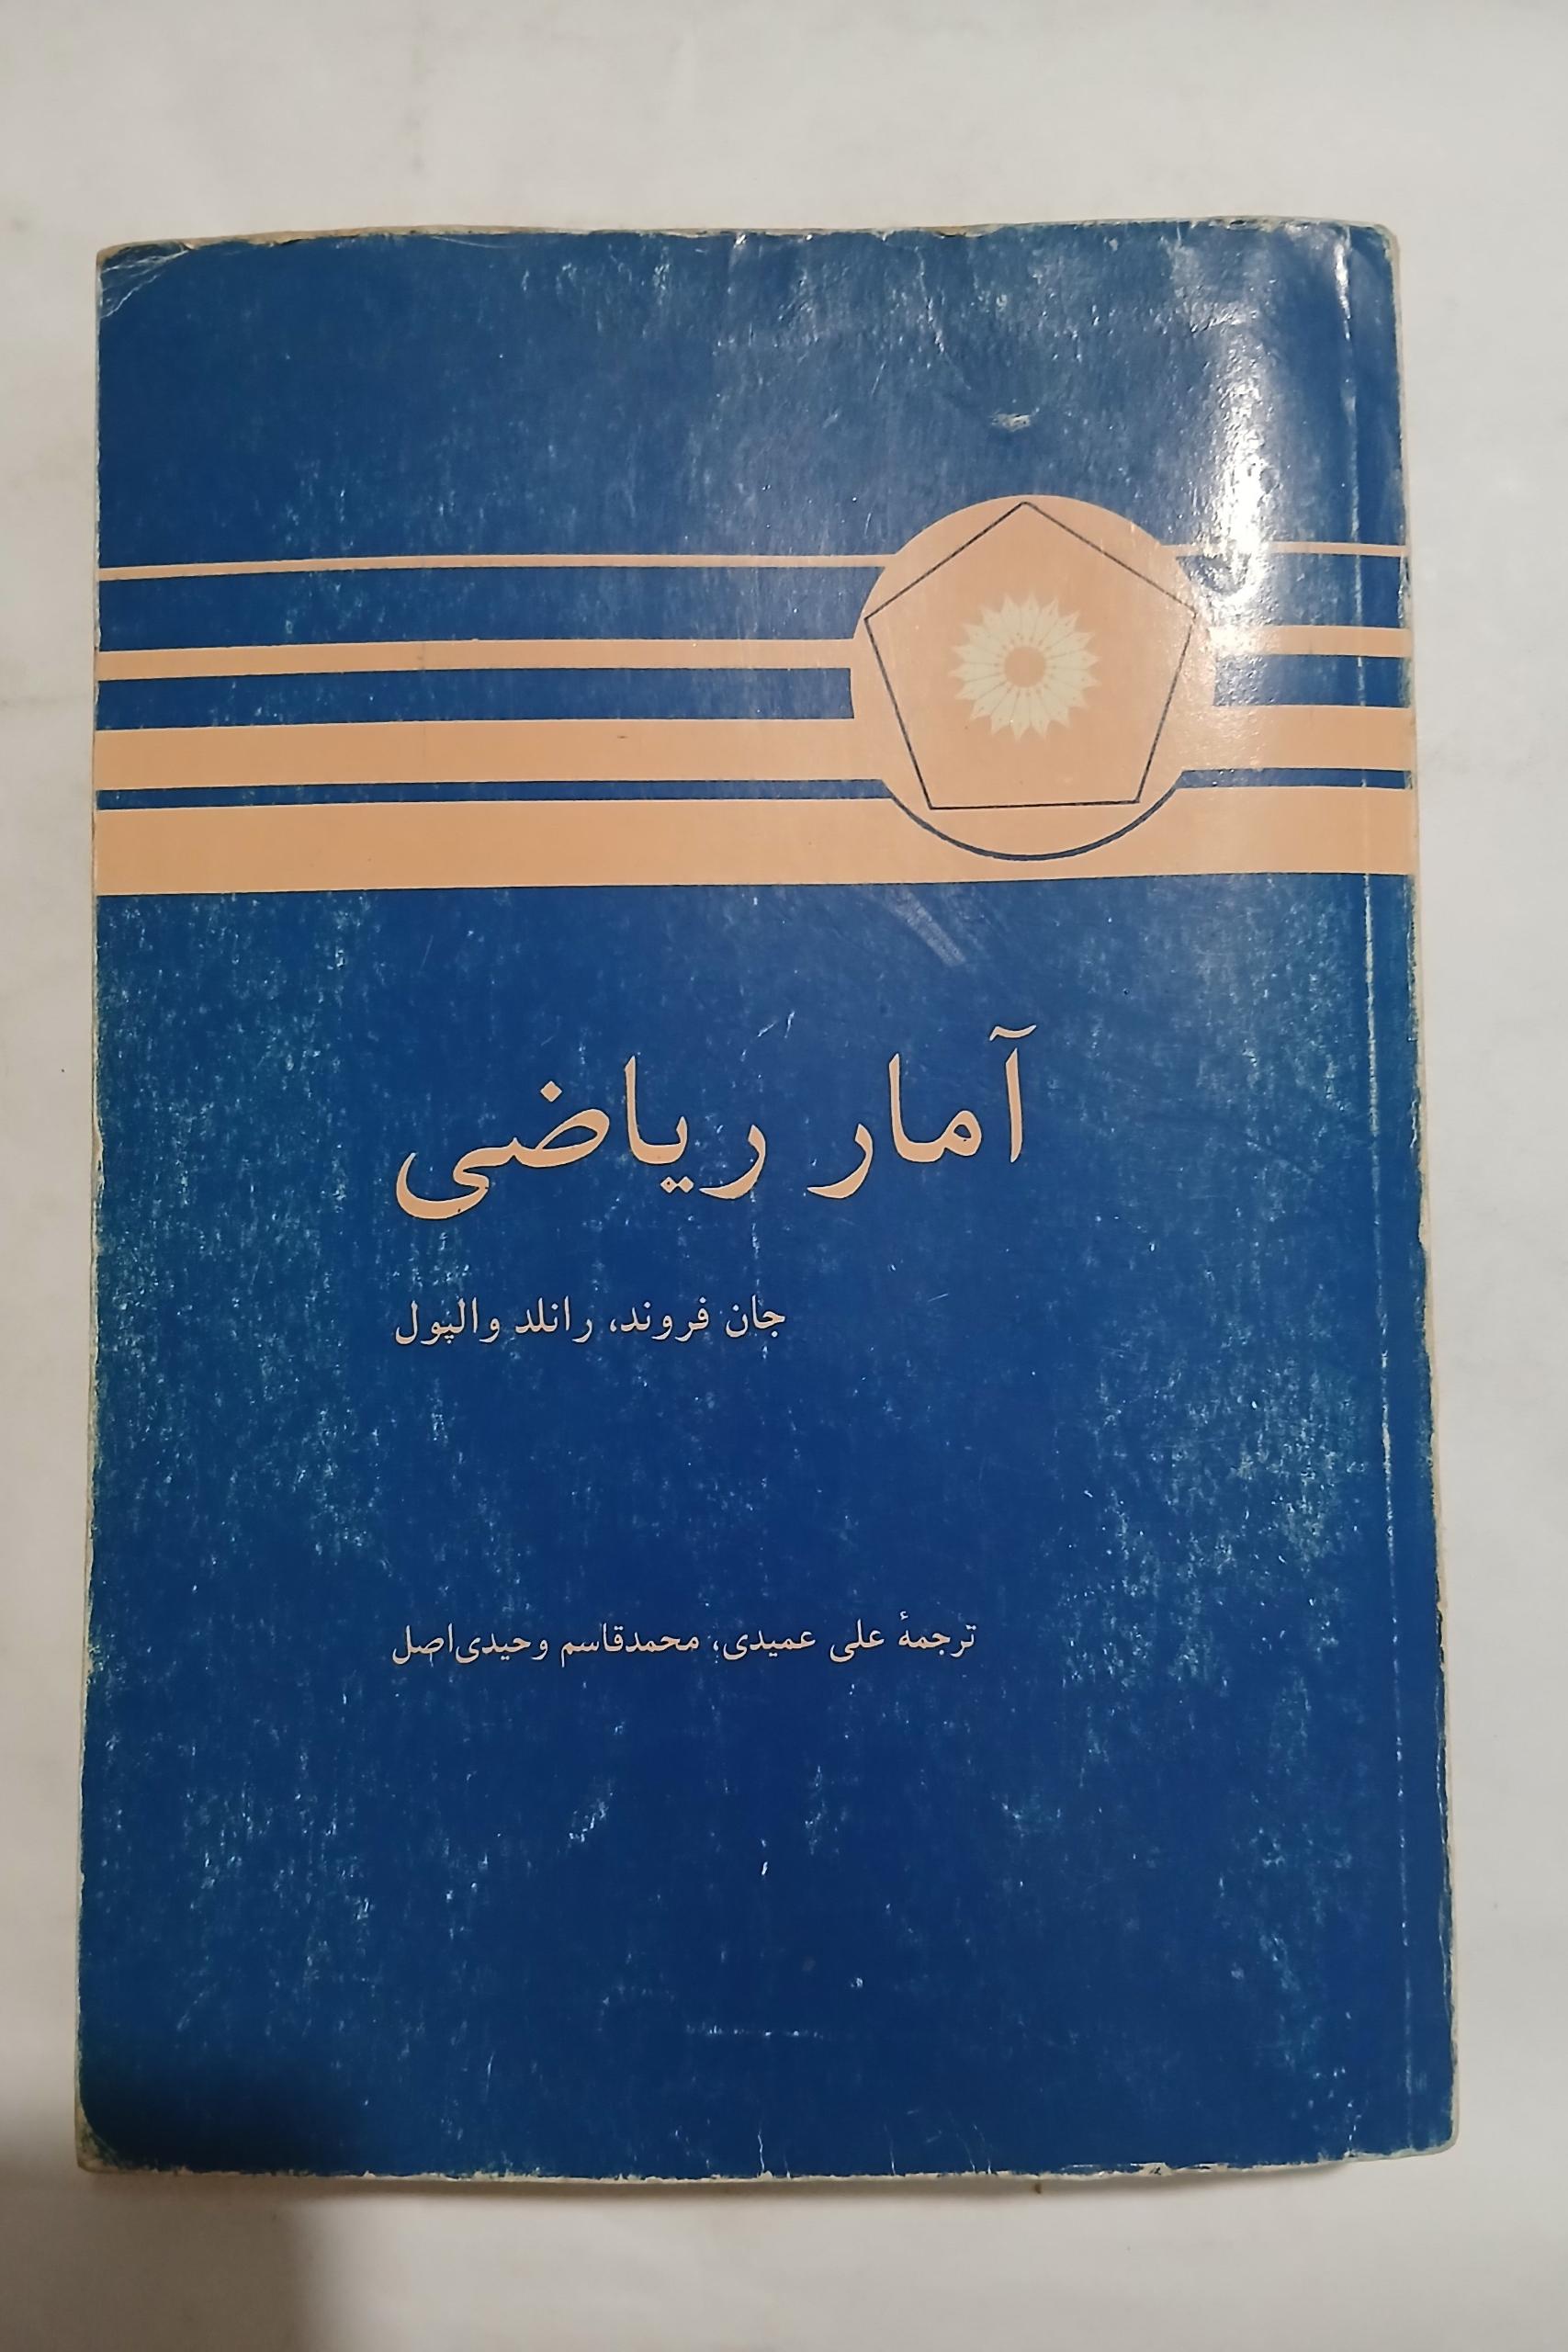 آمار ریاضی
جان فروند، رانلد والپول
ترجمهٔ علی عمیدی، محمدقاسم وحیدی‌اصل